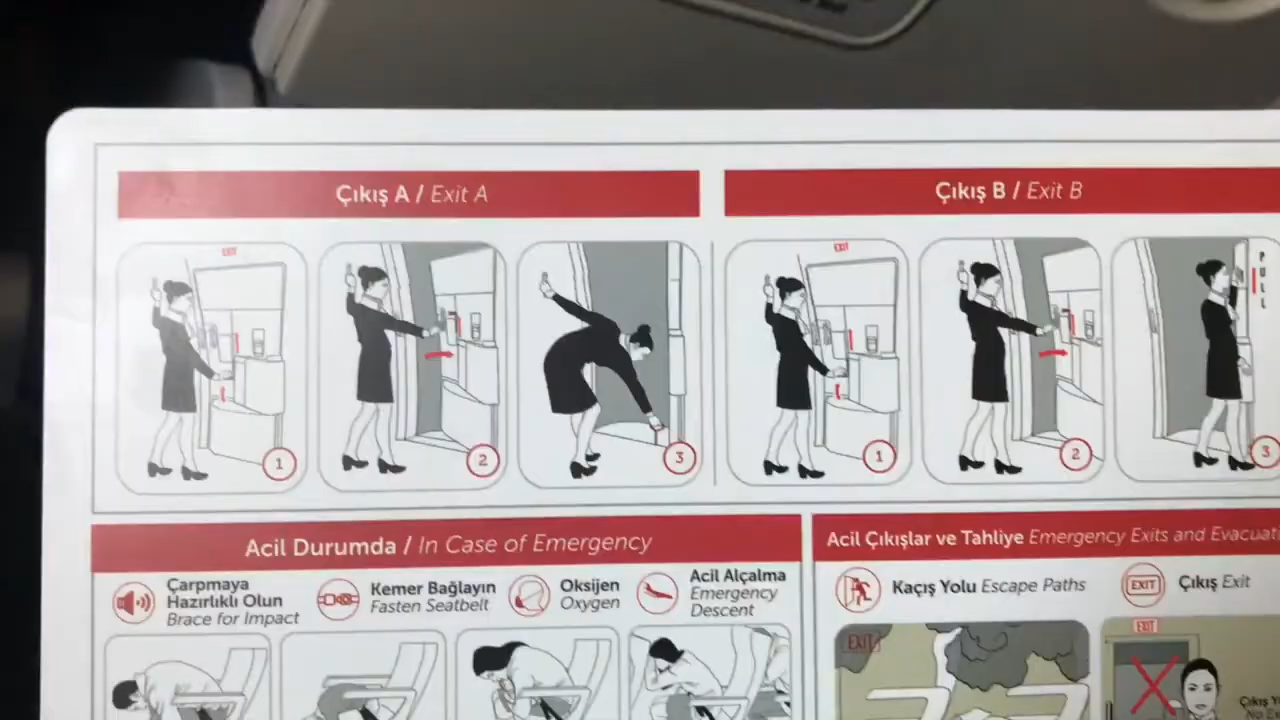 Çıkış A / Exit A
Çıkış B / Exit B
EXIT
EXIT
PULL
1
2
3
1
2
3
Acil Durumda / In Case of Emergency
Acil Çıkışlar ve Tahliye Emergency Exits and
Çarpmaya
Hazırlıklı Olun
Brace for Impact
Kemer Bağlayın
Fasten Seatbelt
Oksijen
Oxygen
Acil Alçalma
Emergency
Descent
Kaçış Yolu Escape Paths
EXIT
Çıkış Exit
EXIT
EXIT
Çıkış
No